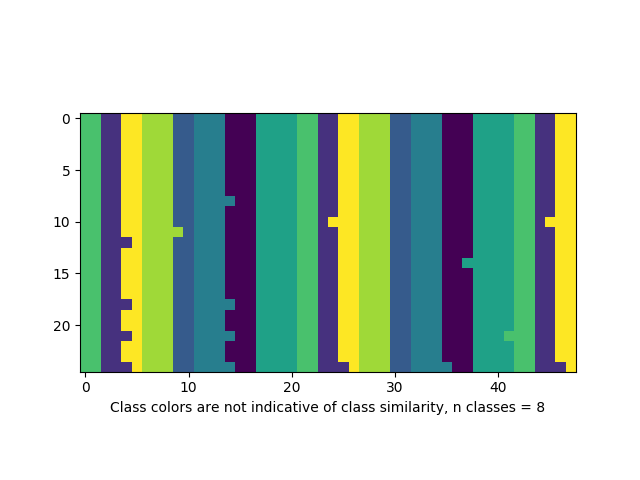 0
5
10
15
20
0 10 20 30 40
Class colors are not indicative of class similarity, n classes = 8